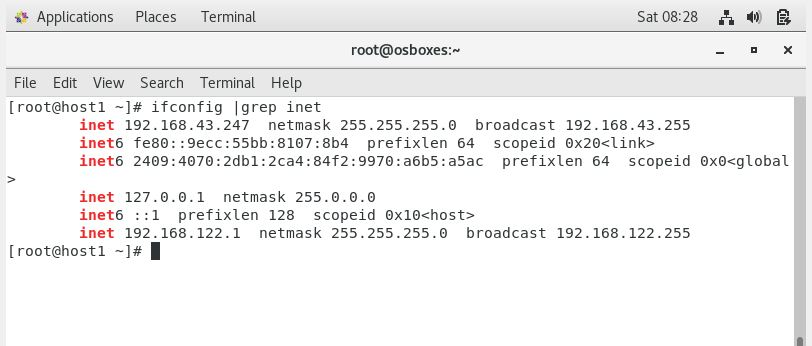 Applications Places Terminal Sat 08:28
root@osboxes:~
File Edit View Search Terminal Help
[root@host1 ~]# ifconfig |grep inet
inet 192.168.43.247 netmask 255.255.255.0 broadcast 192.168.43.255
inet6 fe80::9ecc:55bb:8107:8b4 prefixlen 64 scopeid 0x20<link>
inet6 2409:4070:2db1:2ca4:84f2:9970:a6b5:a5ac prefixlen 64 scopeid 0x0<global
>
inet 127.0.0.1 netmask 255.0.0.0
inet6 ::1 prefixlen 128 scopeid 0x10<host>
inet 192.168.122.1 netmask 255.255.255.0 broadcast 192.168.122.255
[root@host1 ~]#